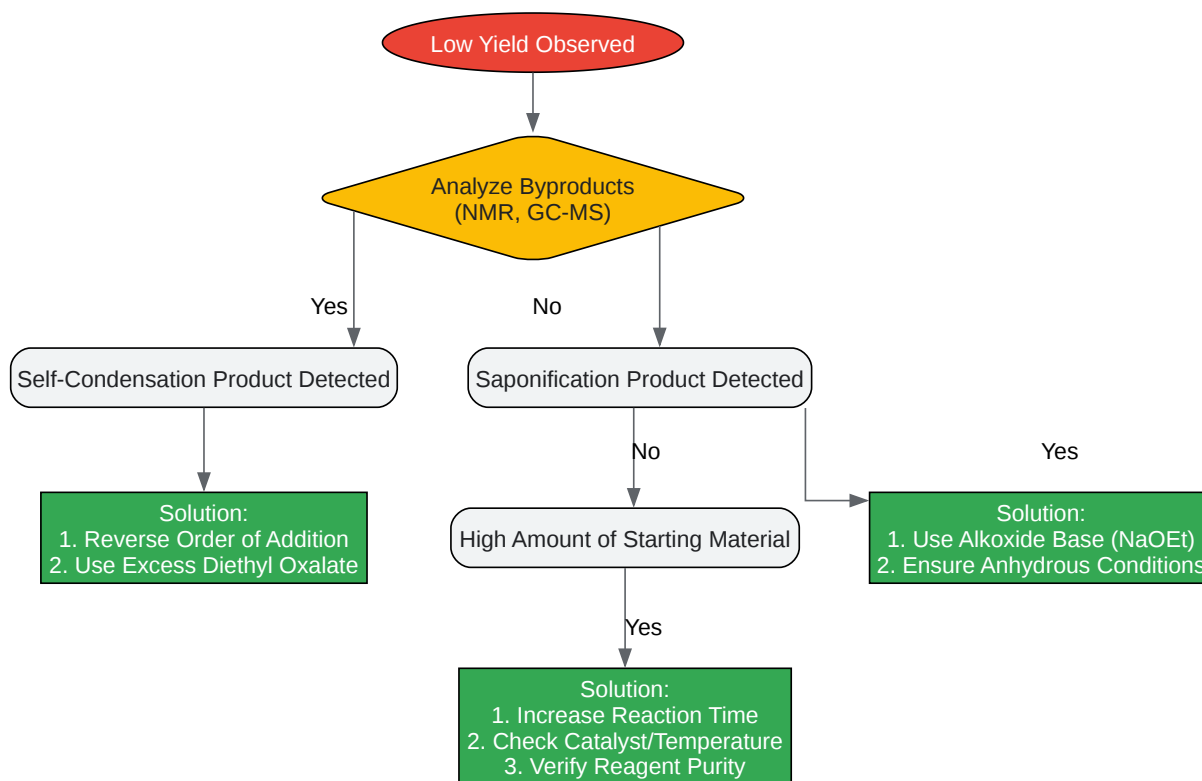 Low Yield Observed
Analyze Byproducts
(NMR, GC-MS)
Yes
No
Self-Condensation Product Detected
Saponification Product Detected
No
Yes
Solution:
1. Reverse Order of Addition
2. Use Excess Diethyl Oxalate
High Amount of Starting Material
Solution:
1. Use Alkoxide Base (NaOEt)
2. Ensure Anhydrous Conditions
Yes
Solution:
1. Increase Reaction Time
2. Check Catalyst/Temperature
3. Verify Reagent Purity